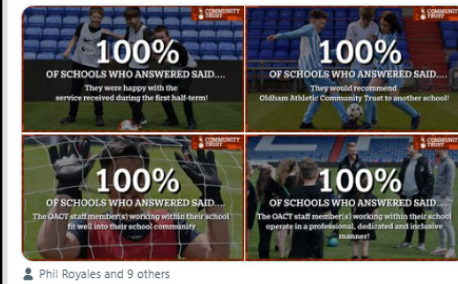 COMMUNITY
TRUST
100%
OF SCHOOLS WHO ANSWERED SAID....
They were happy with the
service received during the first half-term!
COMMUNITY
TRUST
100%
OF SCHOOLS WHO ANSWERED SAID....
They would recommend
Oldham Athletic Community Trust to another school!
COMMUNITY
TRUST
100%
OF SCHOOLS WHO ANSWERED SAID....
The OACT staff member(s) working within their school
fit well into their school community
COMMUNITY
TRUST
100%
OF SCHOOLS WHO ANSWERED SAID....
The OACT staff member(s) working within their school
operate in a professional, dedicated and inclusive
manner!
Phil Royales and 9 others